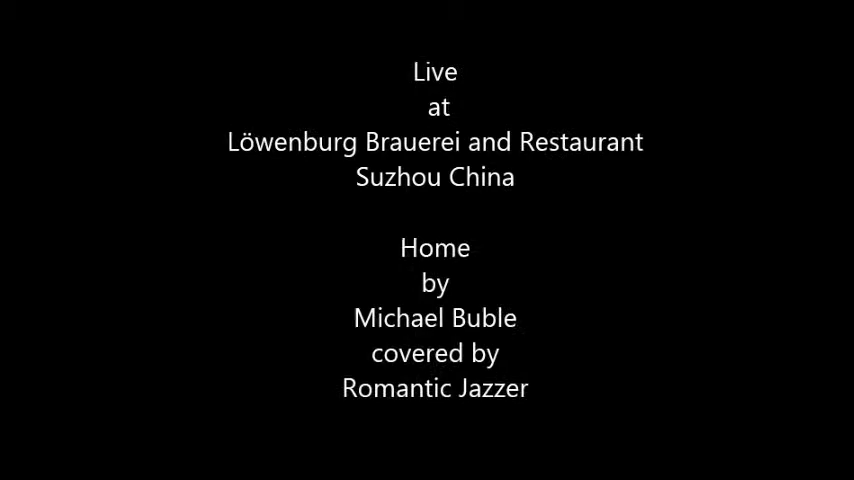 Live
at
Löwenburg Brauerei and Restaurant
Suzhou China
Home
by
Michael Buble
covered by
Romantic Jazzer